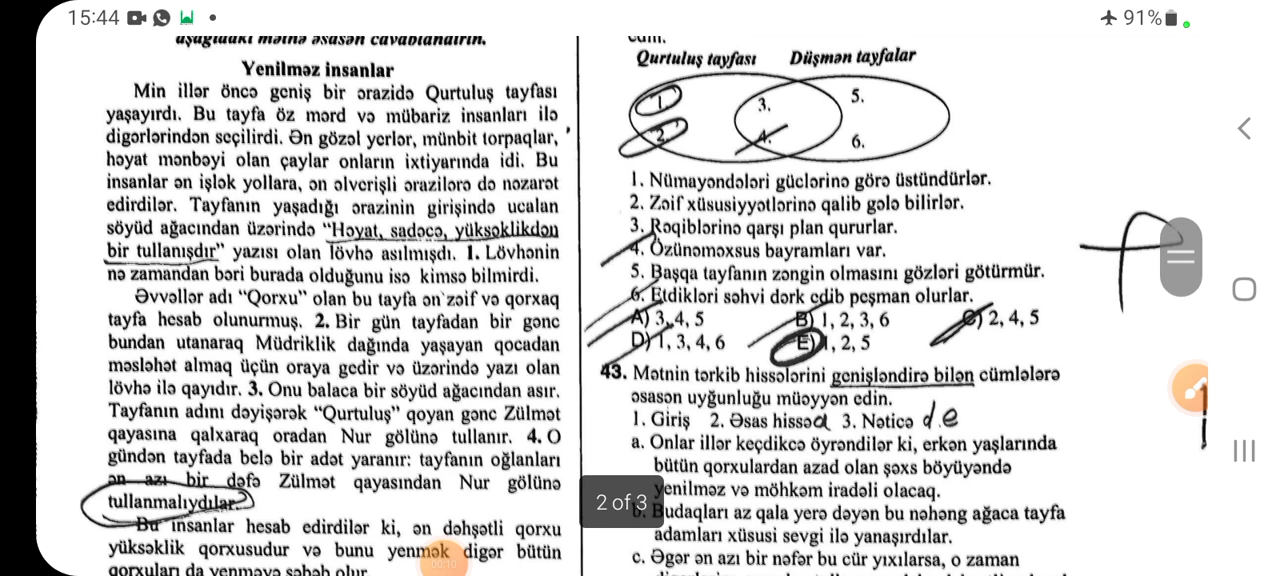 15:44
91%
aşağıdakı mətnə əsasən cavablandırın.
Yenilməz insanlar
Min illər öncə geniş bir ərazidə Qurtuluş tayfası
yaşayırdı. Bu tayfa öz mərd və mübariz insanları ilə
digərlərindən seçilirdi. Ən gözəl yerlər, münbit torpaqlar,
həyat mənbəyi olan çaylar onların ixtiyarında idi. Bu
insanlar ən işlək yollara, ən əlverişli ərazilərə də nəzarət
edirdilər. Tayfanın yaşadığı ərazinin girişində ucalan
söyüd ağacından üzərində “Həyat, sadəcə, yüksəklikdən
bir tullanışdır” yazısı olan lövhə asılmışdı. 1. Lövhənin
nə zamandan bəri burada olduğunu isə kimsə bilmirdi.
Əvvəllər adı “Qorxu” olan bu tayfa ən zəif və qorxaq
tayfa hesab olunurmuş. 2. Bir gün tayfadan bir gənc
bundan utanaraq Müdriklik dağında yaşayan qocadan
məsləhət almaq üçün oraya gedir və üzərində yazı olan
lövhə ilə qayıdır. 3. Onu balaca bir söyüd ağacından asır.
Tayfanın adını dəyişərək “Qurtuluş” qoyan gənc Zülmət
qayasına qalxaraq oradan Nur gölünə tullanır. 4. O
gündən tayfada belə bir adət yaranır: tayfanın oğlanları
ən azı bir dəfə Zülmət qayasından Nur gölünə
tullanmalıydılar.
Bu insanlar hesab edirdilər ki, ən dəhşətli qorxu
yüksəklik qorxusudur və bunu yenmək digər bütün
qorxuları da yenməyə səbəb olur.
00:10
edin.
Qurtuluş tayfası Düşmən tayfalar
1. 3. 5.
2. 4. 6.
1. Nümayəndələri güclərinə görə üstündürlər.
2. Zəif xüsusiyyətlərinə qalib gələ bilirlər.
3. Rəqiblərinə qarşı plan qururlar.
4. Özünəməxsus bayramları var.
5. Başqa tayfanın zəngin olmasını gözləri götürmür.
6. Etdikləri səhvi dərk edib peşman olurlar.
A) 3, 4, 5 B) 1, 2, 3, 6 C) 2, 4, 5
D) 1, 3, 4, 6 E) 1, 2, 5
43. Mətnin tərkib hissələrini genişləndirə bilən cümlələrə
əsasən uyğunluğu müəyyən edin.
1. Giriş 2. Əsas hissə a 3. Nəticə d.e
a. Onlar illər keçdikcə öyrəndilər ki, erkən yaşlarında
bütün qorxulardan azad olan şəxs böyüyəndə
yenilməz və möhkəm iradəli olacaq.
b. Budaqları az qala yerə dəyən bu nəhəng ağaca tayfa
adamları xüsusi sevgi ilə yanaşırdılar.
c. Əgər ən azı bir nəfər bu cür yıxılarsa, o zaman
2 of 3